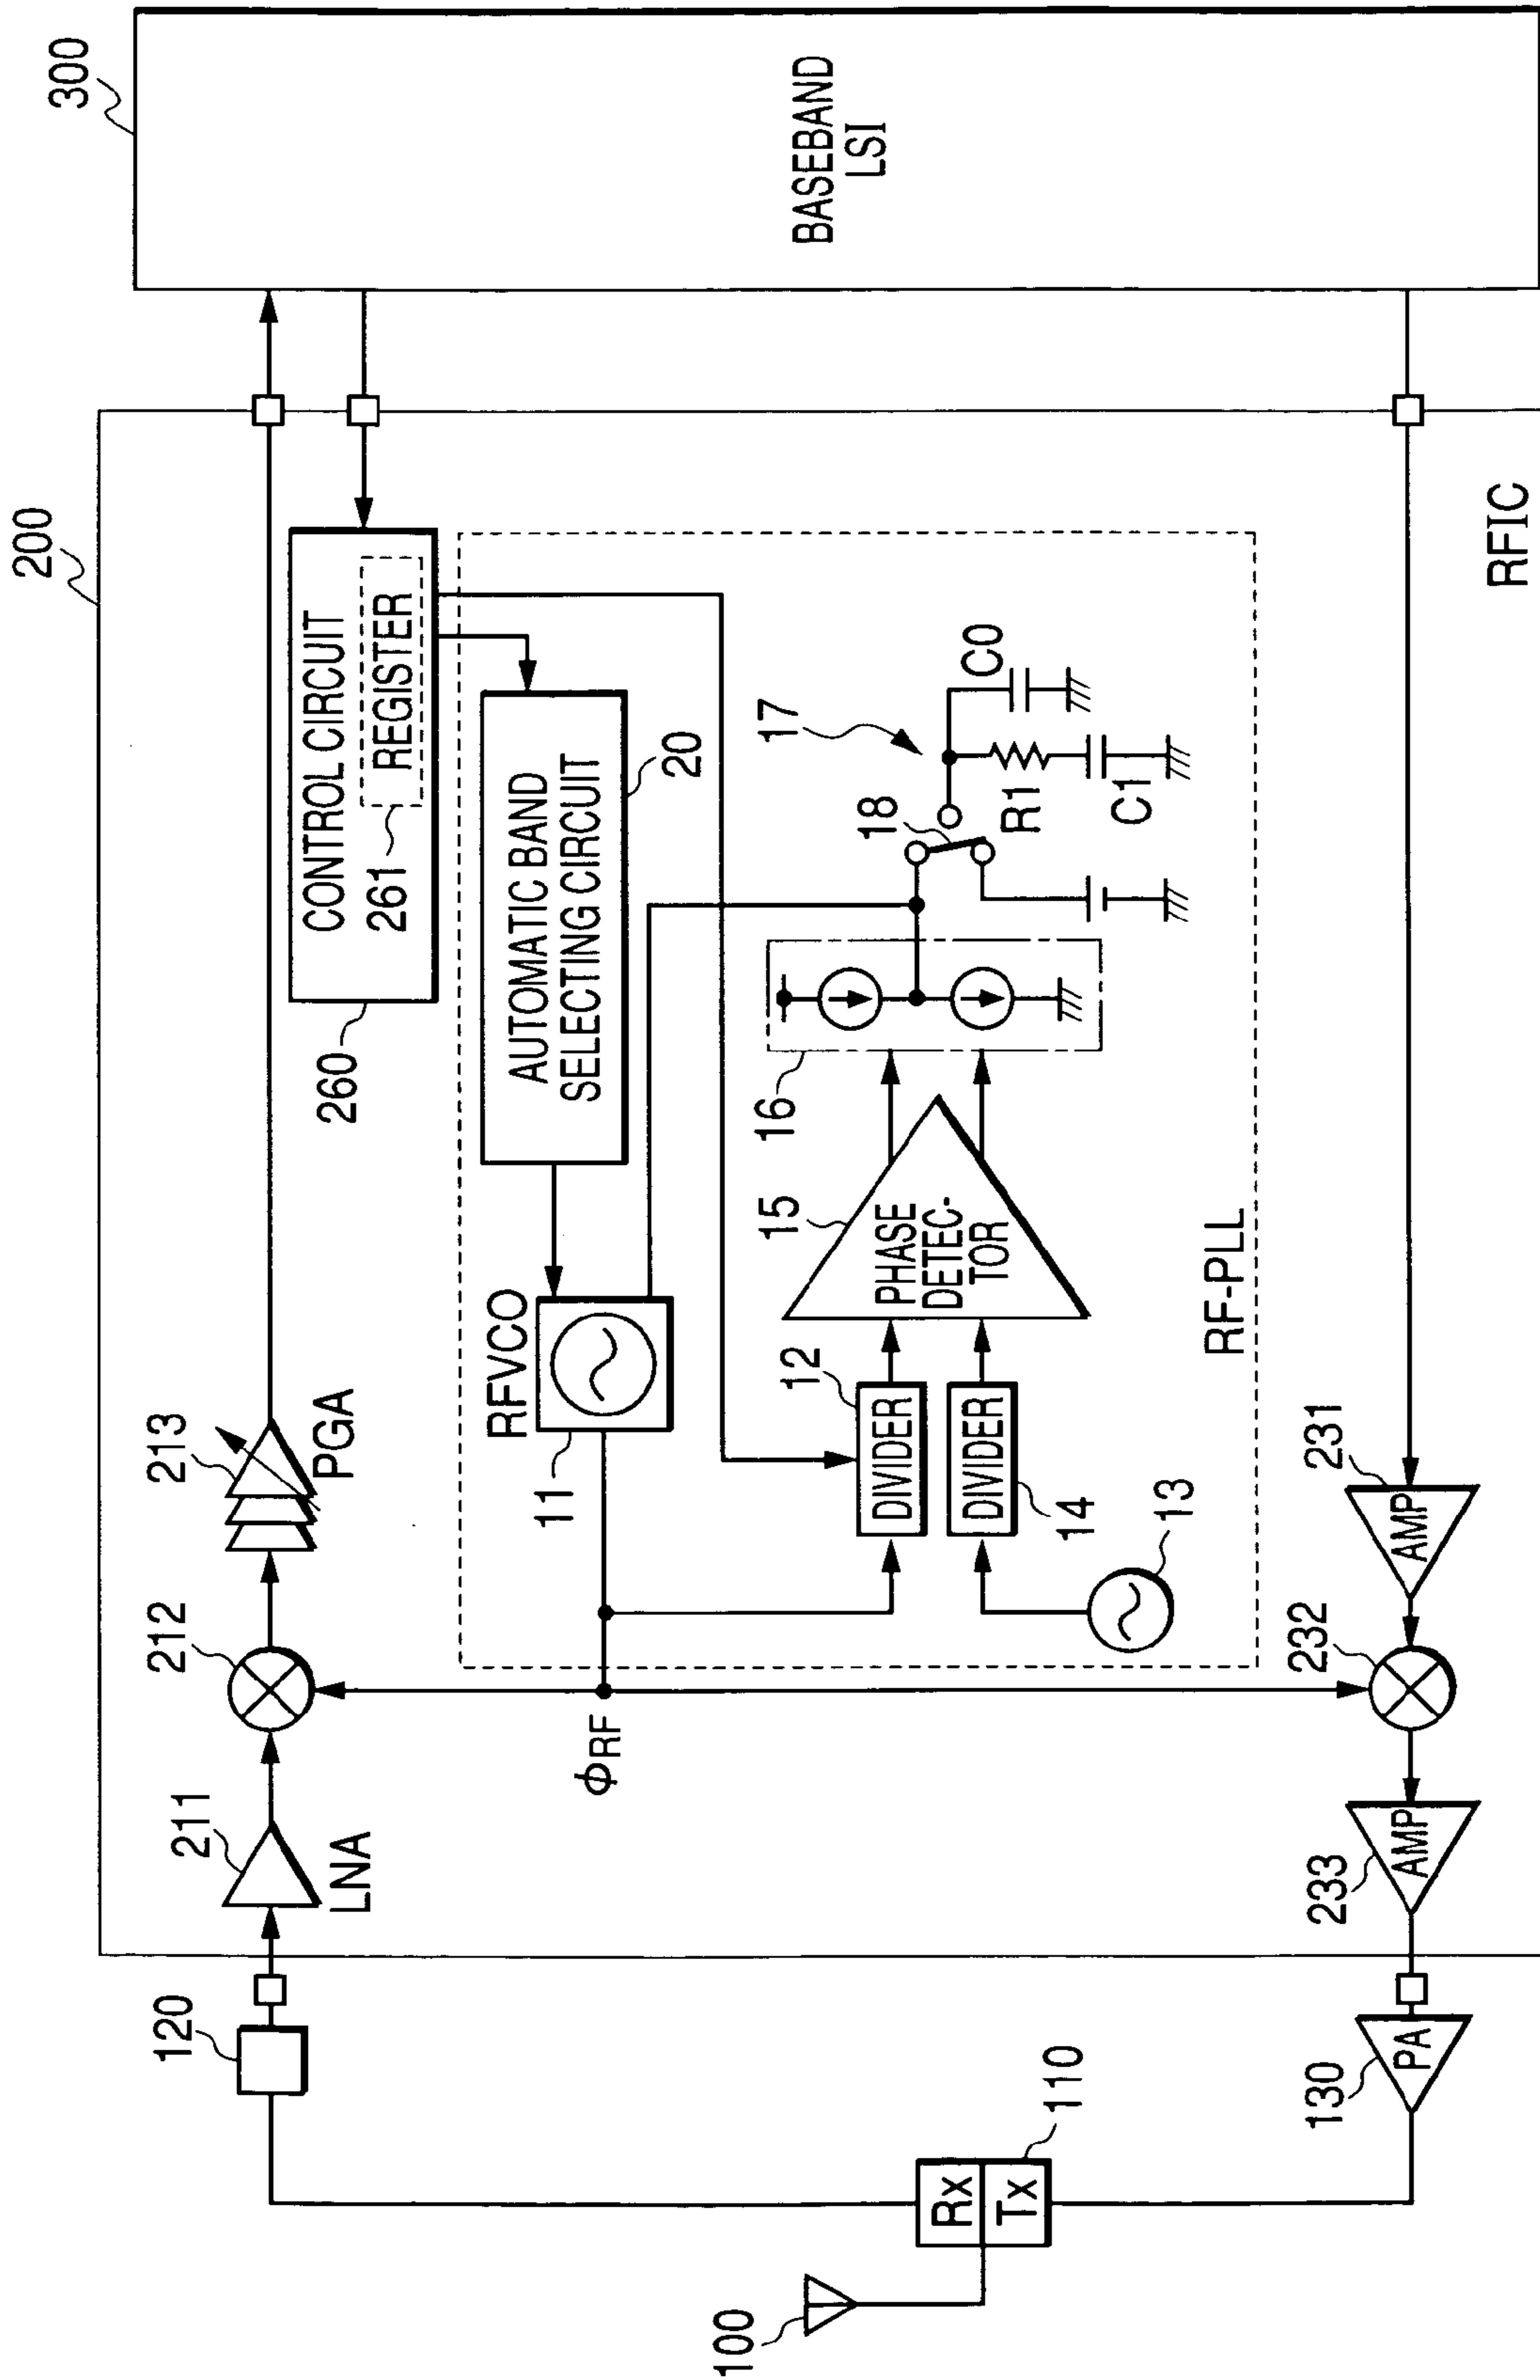 200
300
100
110
Rx
Tx
120
130
PA
211
LNA
212
213
PGA
260
CONTROL CIRCUIT
261
REGISTER
BASEBAND
LSI
RFVCO
11
AUTOMATIC BAND
SELECTING CIRCUIT
20
ΦRF
12
DIVIDER
DIVIDER
14
13
15
PHASE
DETEC-
TOR
16
17
18
R1
C1
C0
RF-PLL
233
AMP
232
231
AMP
RFIC